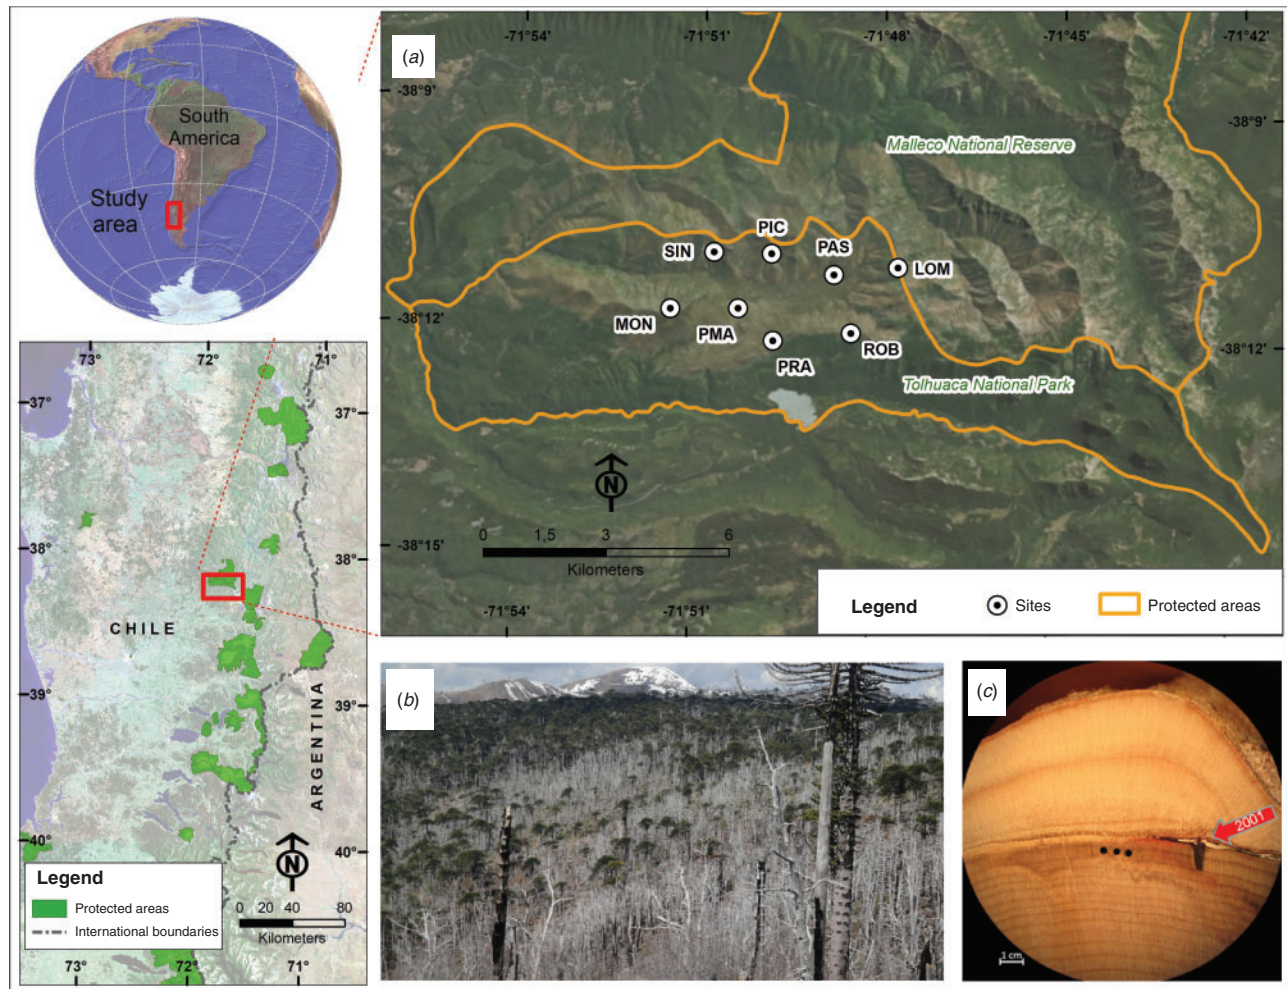 South
America
Study
area
(a)
-71°54'
-71°51'
-71°48'
-71°45'
-71°42'
-38°9'
-38°9'
Malleco National Reserve
PIC
SIN
PAS
LOM
MON
PMA
ROB
PRA
-38°12'
-38°12'
Tolhuaca National Park
N
0 1,5 3 6
Kilometers
-38°15'
-71°54'
-71°51'
Legend
Sites
Protected areas
73°
72°
71°
37°
37°
38°
38°
CHILE
39°
39°
ARGENTINA
40°
40°
N
Legend
Protected areas
International boundaries
0 20 40 80
Kilometers
73°
72°
71°
(b)
(c)
2001
1 cm